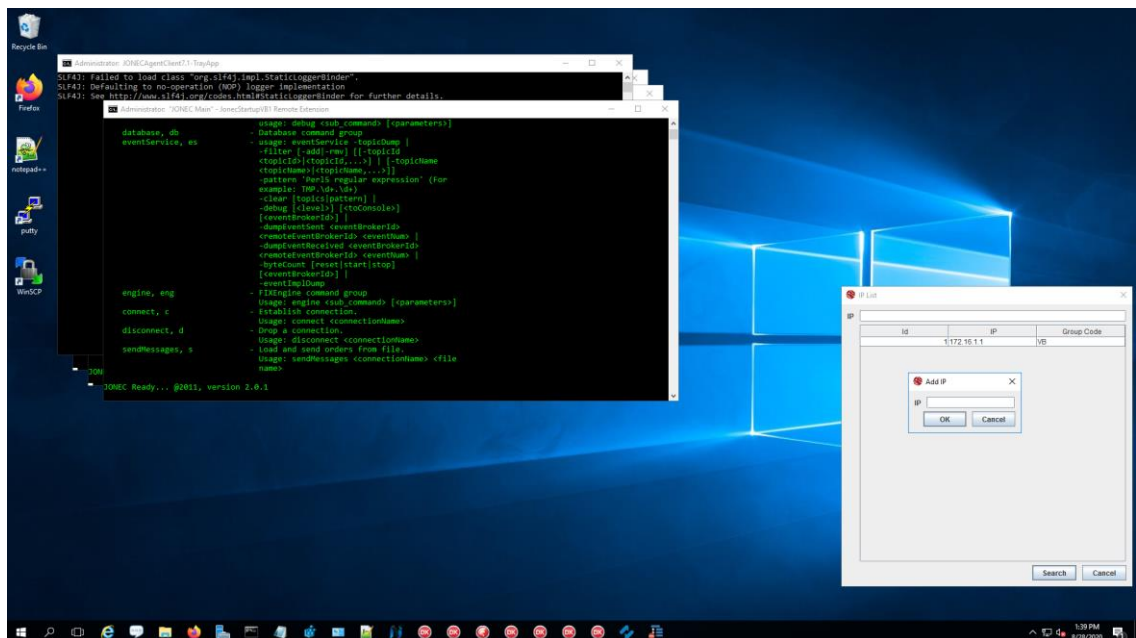 Recycle Bin
Firefox
notepad++
putty
WinSCP
Administrator: JONECAgentClient7.1-TrayApp
SLF4J: Failed to load class "org.slf4j.impl.StaticLoggerBinder".
SLF4J: Defaulting to no-operation (NOP) logger implementation
SLF4J: See http://www.slf4j.org/codes.html#StaticLoggerBinder for further details.
Administrator: "JONEC Main" - JonecStartupVB1 Remote Extension
usage: debug <sub_command> [<parameters>]
database, db - Database command group
eventService, es - usage: eventService -topicDump |
-filter [-add|-rmv] [[-topicId
<topicId>|<topicId,...>] | [-topicName
<topicName>|<topicName,...>]]
-pattern 'Perl5 regular expression' (For
example: TMP.\d+.\d+)
-clear [topics|pattern] |
-debug [<level>] [<toConsole>]
[<eventBrokerId>] |
-dumpEventSent <eventBrokerId>
<remoteEventBrokerId> <eventNum> |
-dumpEventReceived <eventBrokerId>
<remoteEventBrokerId> <eventNum> |
-byteCount [reset|start|stop]
[<eventBrokerId>] |
-eventImplDump
engine, eng - FIXEngine command group
Usage: engine <sub_command> [<parameters>]
connect, c - Establish connection.
Usage: connect <connectionName>
disconnect, d - Drop a connection.
Usage: disconnect <connectionName>
sendMessages, s - Load and send orders from file.
Usage: sendMessages <connectionName> <file
name>
JON
JONEC Ready... @2011, version 2.0.1
IP List
IP
Id IP Group Code
1 172.16.1.1 VB
Add IP
IP
OK Cancel
Search Cancel
1:39 PM